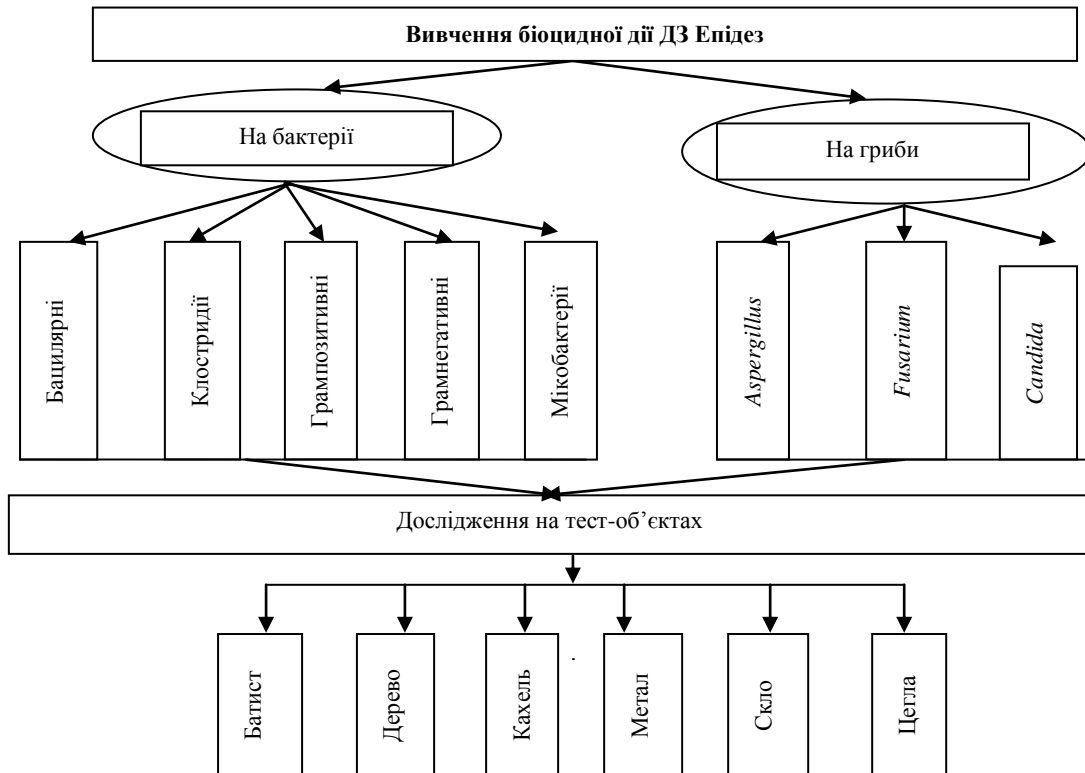 Вивчення біоцидної дії ДЗ Епідез
На бактерії
На гриби
Бацилярні
Клостридії
Грампозитивні
Грамнегативні
Мікобактерії
Aspergillus
Fusarium
Candida
Дослідження на тест-об’єктах
Батист
Дерево
Кахель
Метал
Скло
Цегла